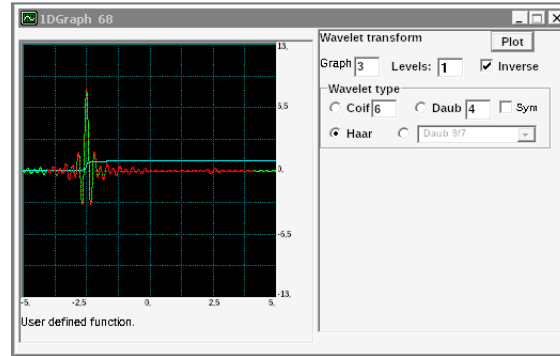 1DGraph 68
13,
6,5
0,
-6,5
-13,
-5, -2,5 0, 2,5 5,
User defined function.
Wavelet transform
Plot
Graph 3 Levels: 1 Inverse
Wavelet type
Coif 6 Daub 4 Sym
Haar Daub 9/7